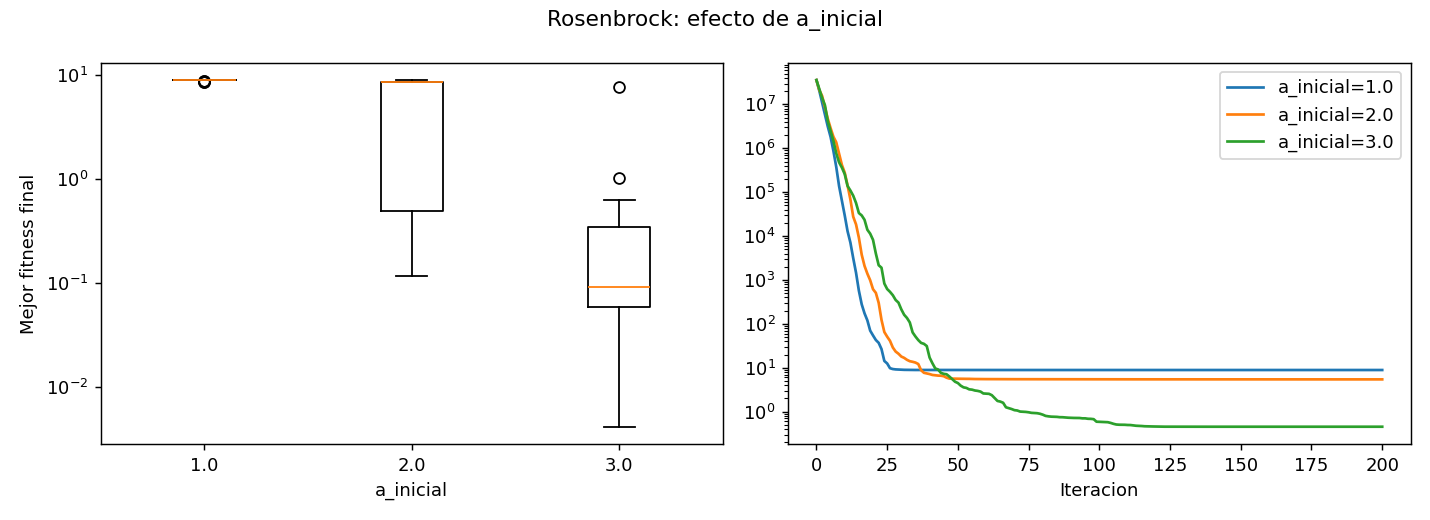 Rosenbrock: efecto de a_inicial
Mejor fitness final
10^1
10^0
10^-1
10^-2
1.0 2.0 3.0
a_inicial
10^7
10^6
10^5
10^4
10^3
10^2
10^1
10^0
a_inicial=1.0
a_inicial=2.0
a_inicial=3.0
0 25 50 75 100 125 150 175 200
Iteracion